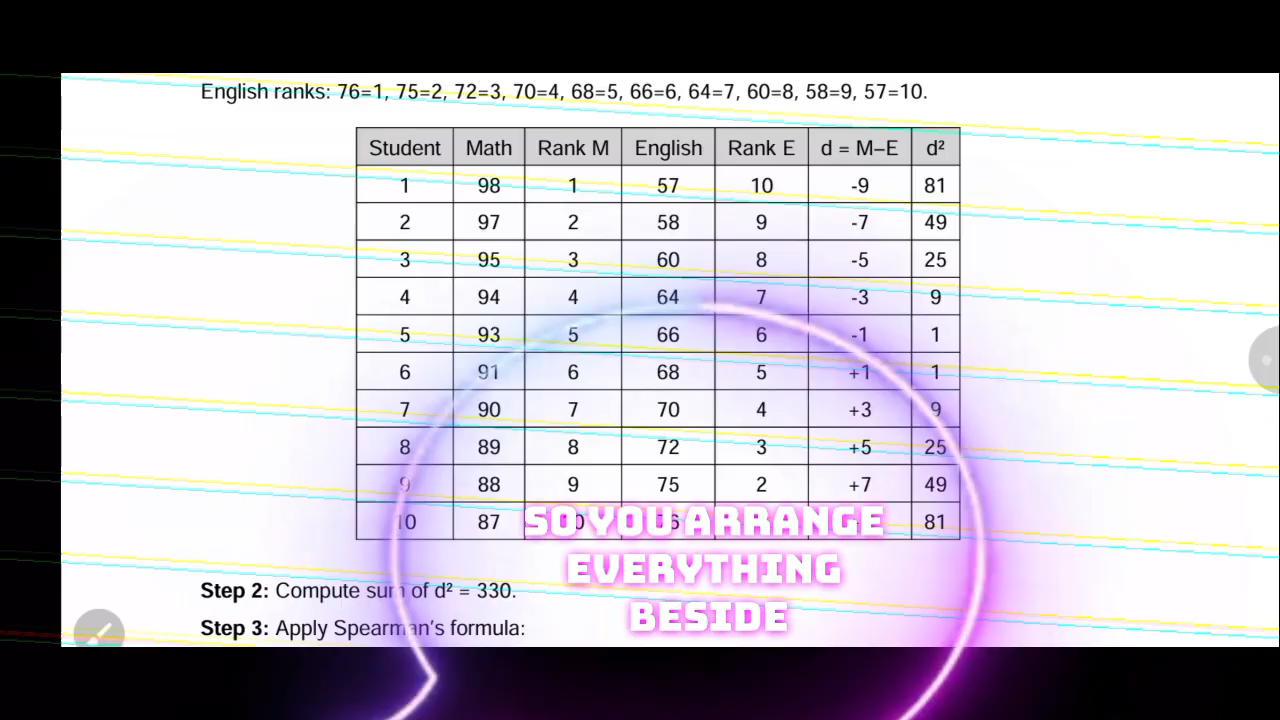 English ranks: 76=1, 75=2, 72=3, 70=4, 68=5, 66=6, 64=7, 60=8, 58=9, 57=10.
Student Math Rank M English Rank E d = M–E d²
1 98 1 57 10 -9 81
2 97 2 58 9 -7 49
3 95 3 60 8 -5 25
4 94 4 64 7 -3 9
5 93 5 66 6 -1 1
6 91 6 68 5 +1 1
7 90 7 70 4 +3 9
8 89 8 72 3 +5 25
9 88 9 75 2 +7 49
10 87 10 76 81
SO YOU ARRANGE
EVERYTHING
BESIDE
Step 2: Compute sum of d² = 330.
Step 3: Apply Spearman's formula: